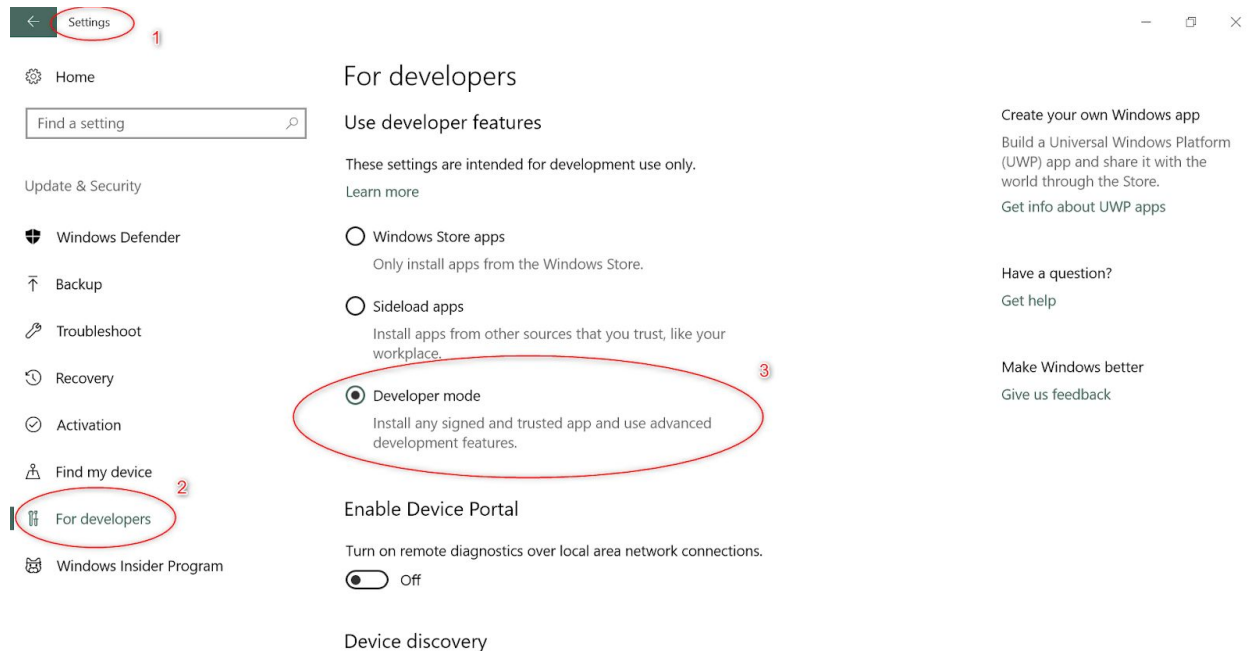 Settings
1
Home
Find a setting
Update & Security
Windows Defender
Backup
Troubleshoot
Recovery
Activation
Find my device
2
For developers
Windows Insider Program
For developers
Use developer features
These settings are intended for development use only.
Learn more
Windows Store apps
Only install apps from the Windows Store.
Sideload apps
Install apps from other sources that you trust, like your
workplace.
3
Developer mode
Install any signed and trusted app and use advanced
development features.
Enable Device Portal
Turn on remote diagnostics over local area network connections.
Off
Device discovery
Create your own Windows app
Build a Universal Windows Platform
(UWP) app and share it with the
world through the Store.
Get info about UWP apps
Have a question?
Get help
Make Windows better
Give us feedback